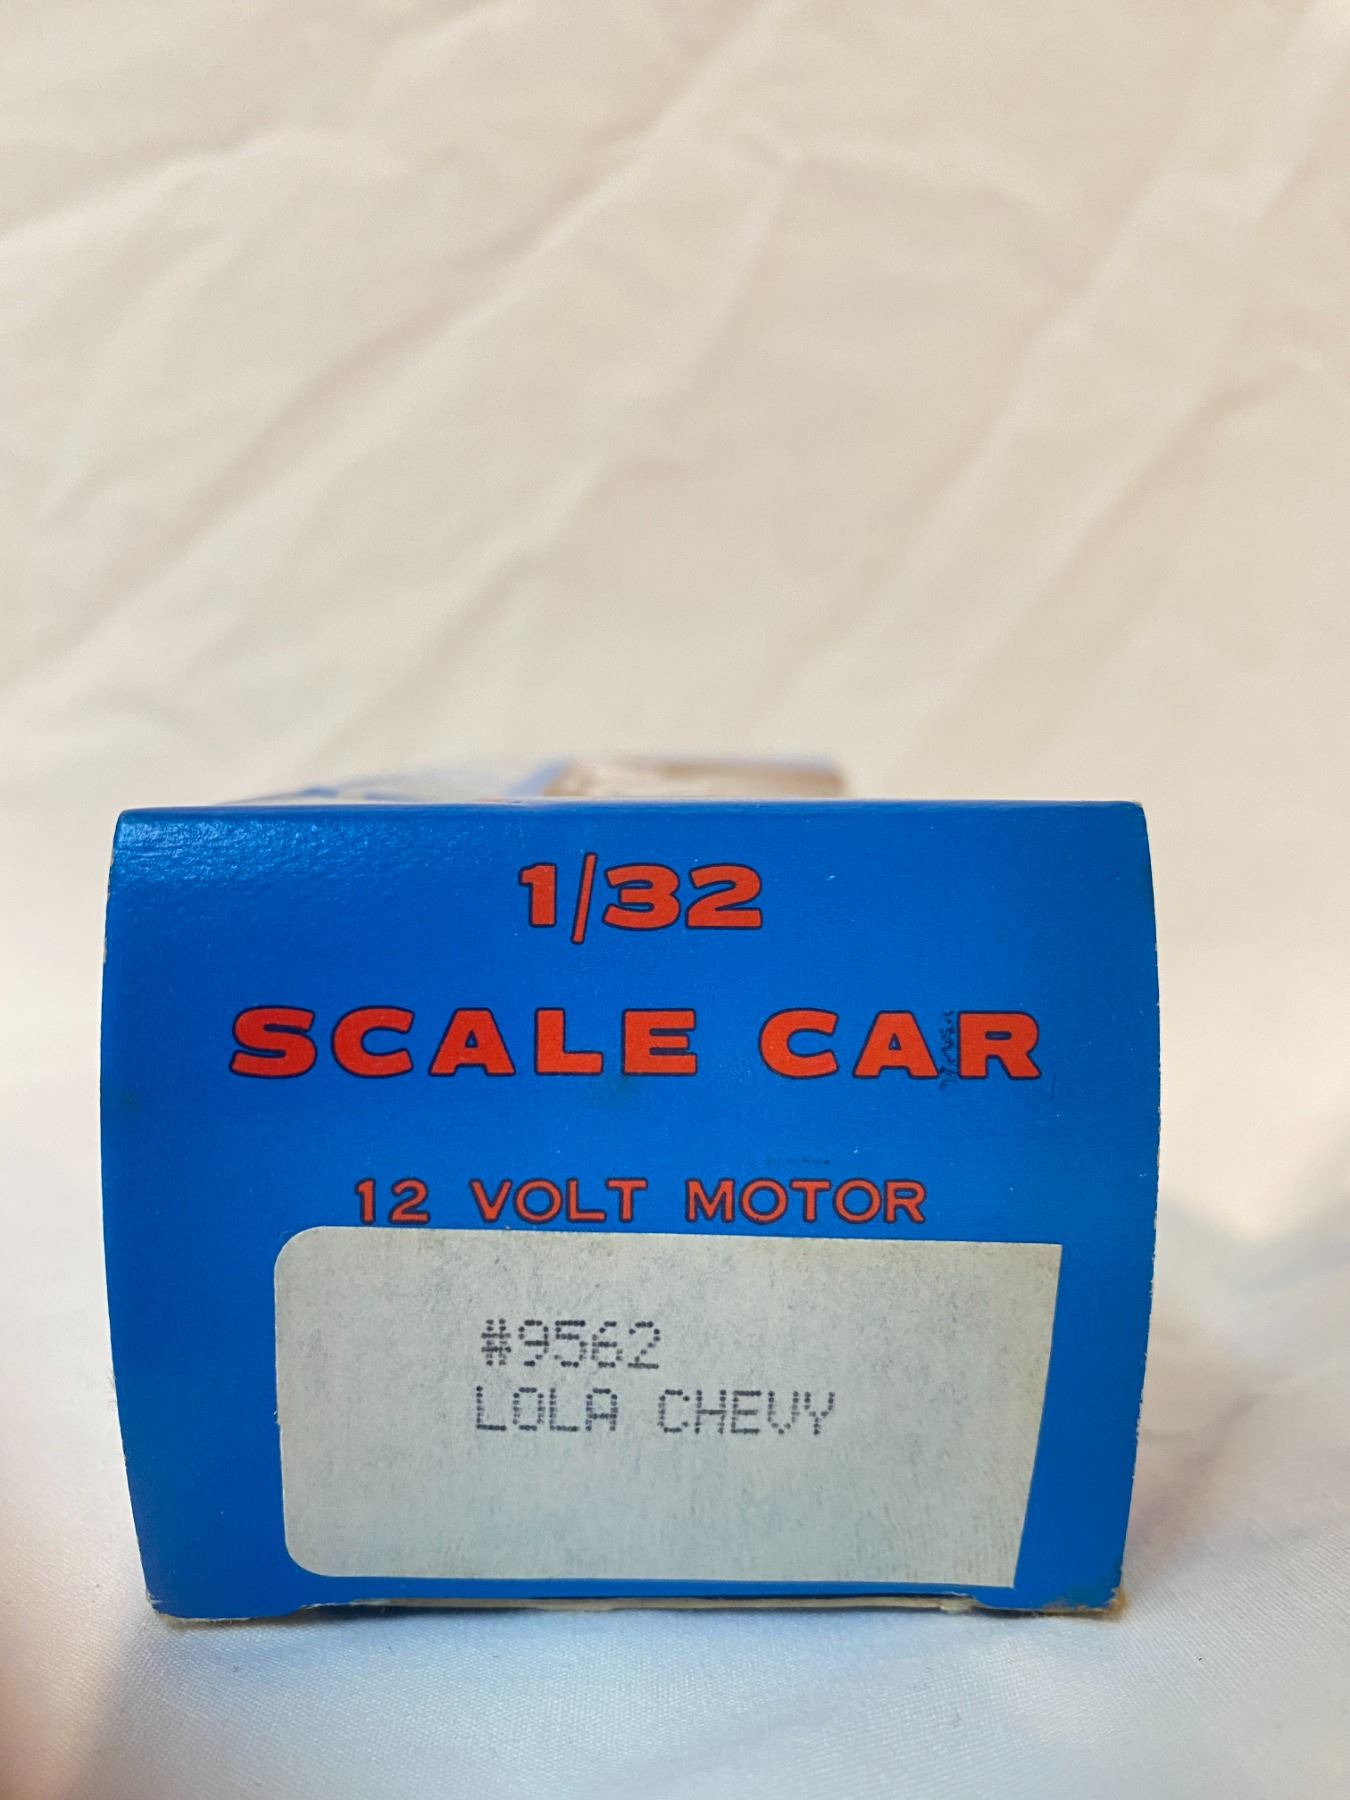 1/32
SCALE CAR
12 VOLT MOTOR
#9562
LOLA CHEVY